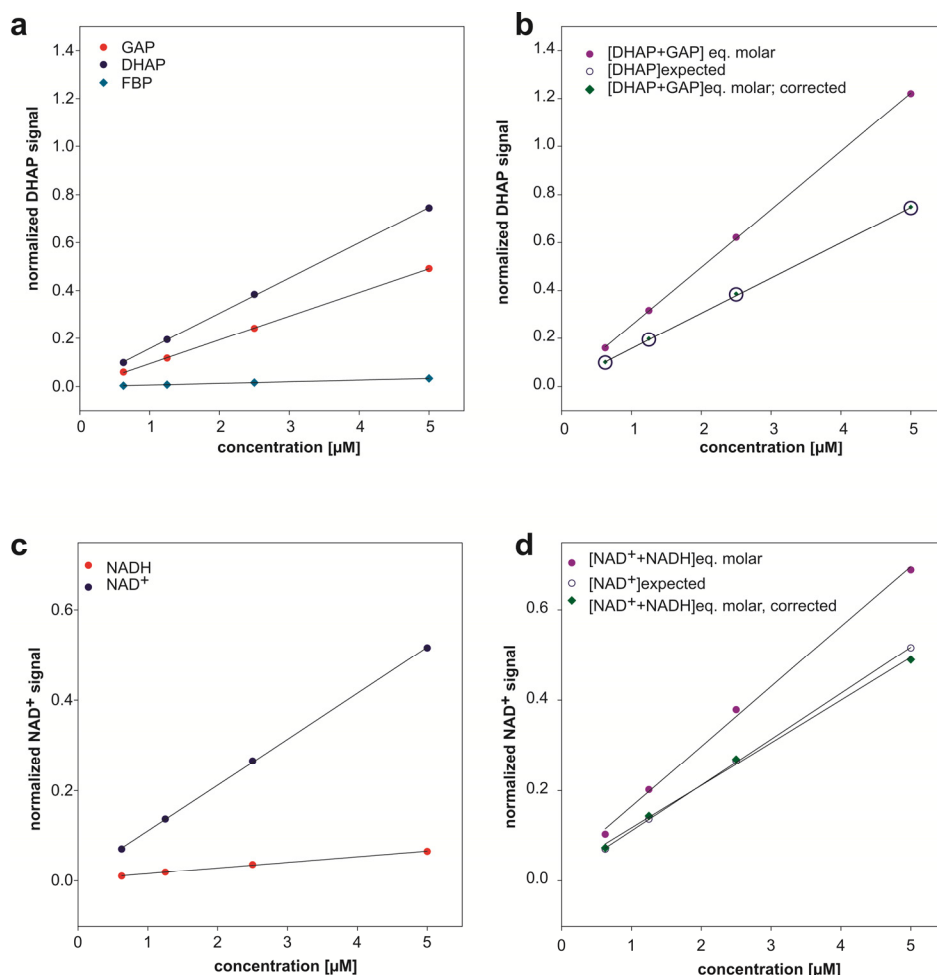 a
GAP
DHAP
FBP
normalized DHAP signal
1.4
1.2
1.0
0.8
0.6
0.4
0.2
0.0
0 1 2 3 4 5
concentration [µM]
b
[DHAP+GAP] eq. molar
[DHAP]expected
[DHAP+GAP]eq. molar; corrected
normalized DHAP signal
1.4
1.2
1.0
0.8
0.6
0.4
0.2
0.0
0 1 2 3 4 5
concentration [µM]
c
NADH
NAD⁺
normalized NAD⁺ signal
0.6
0.4
0.2
0.0
0 1 2 3 4 5
concentration [µM]
d
[NAD⁺+NADH]eq. molar
[NAD⁺]expected
[NAD⁺+NADH]eq. molar, corrected
normalized NAD⁺ signal
0.6
0.4
0.2
0.0
0 1 2 3 4 5
concentration [µM]